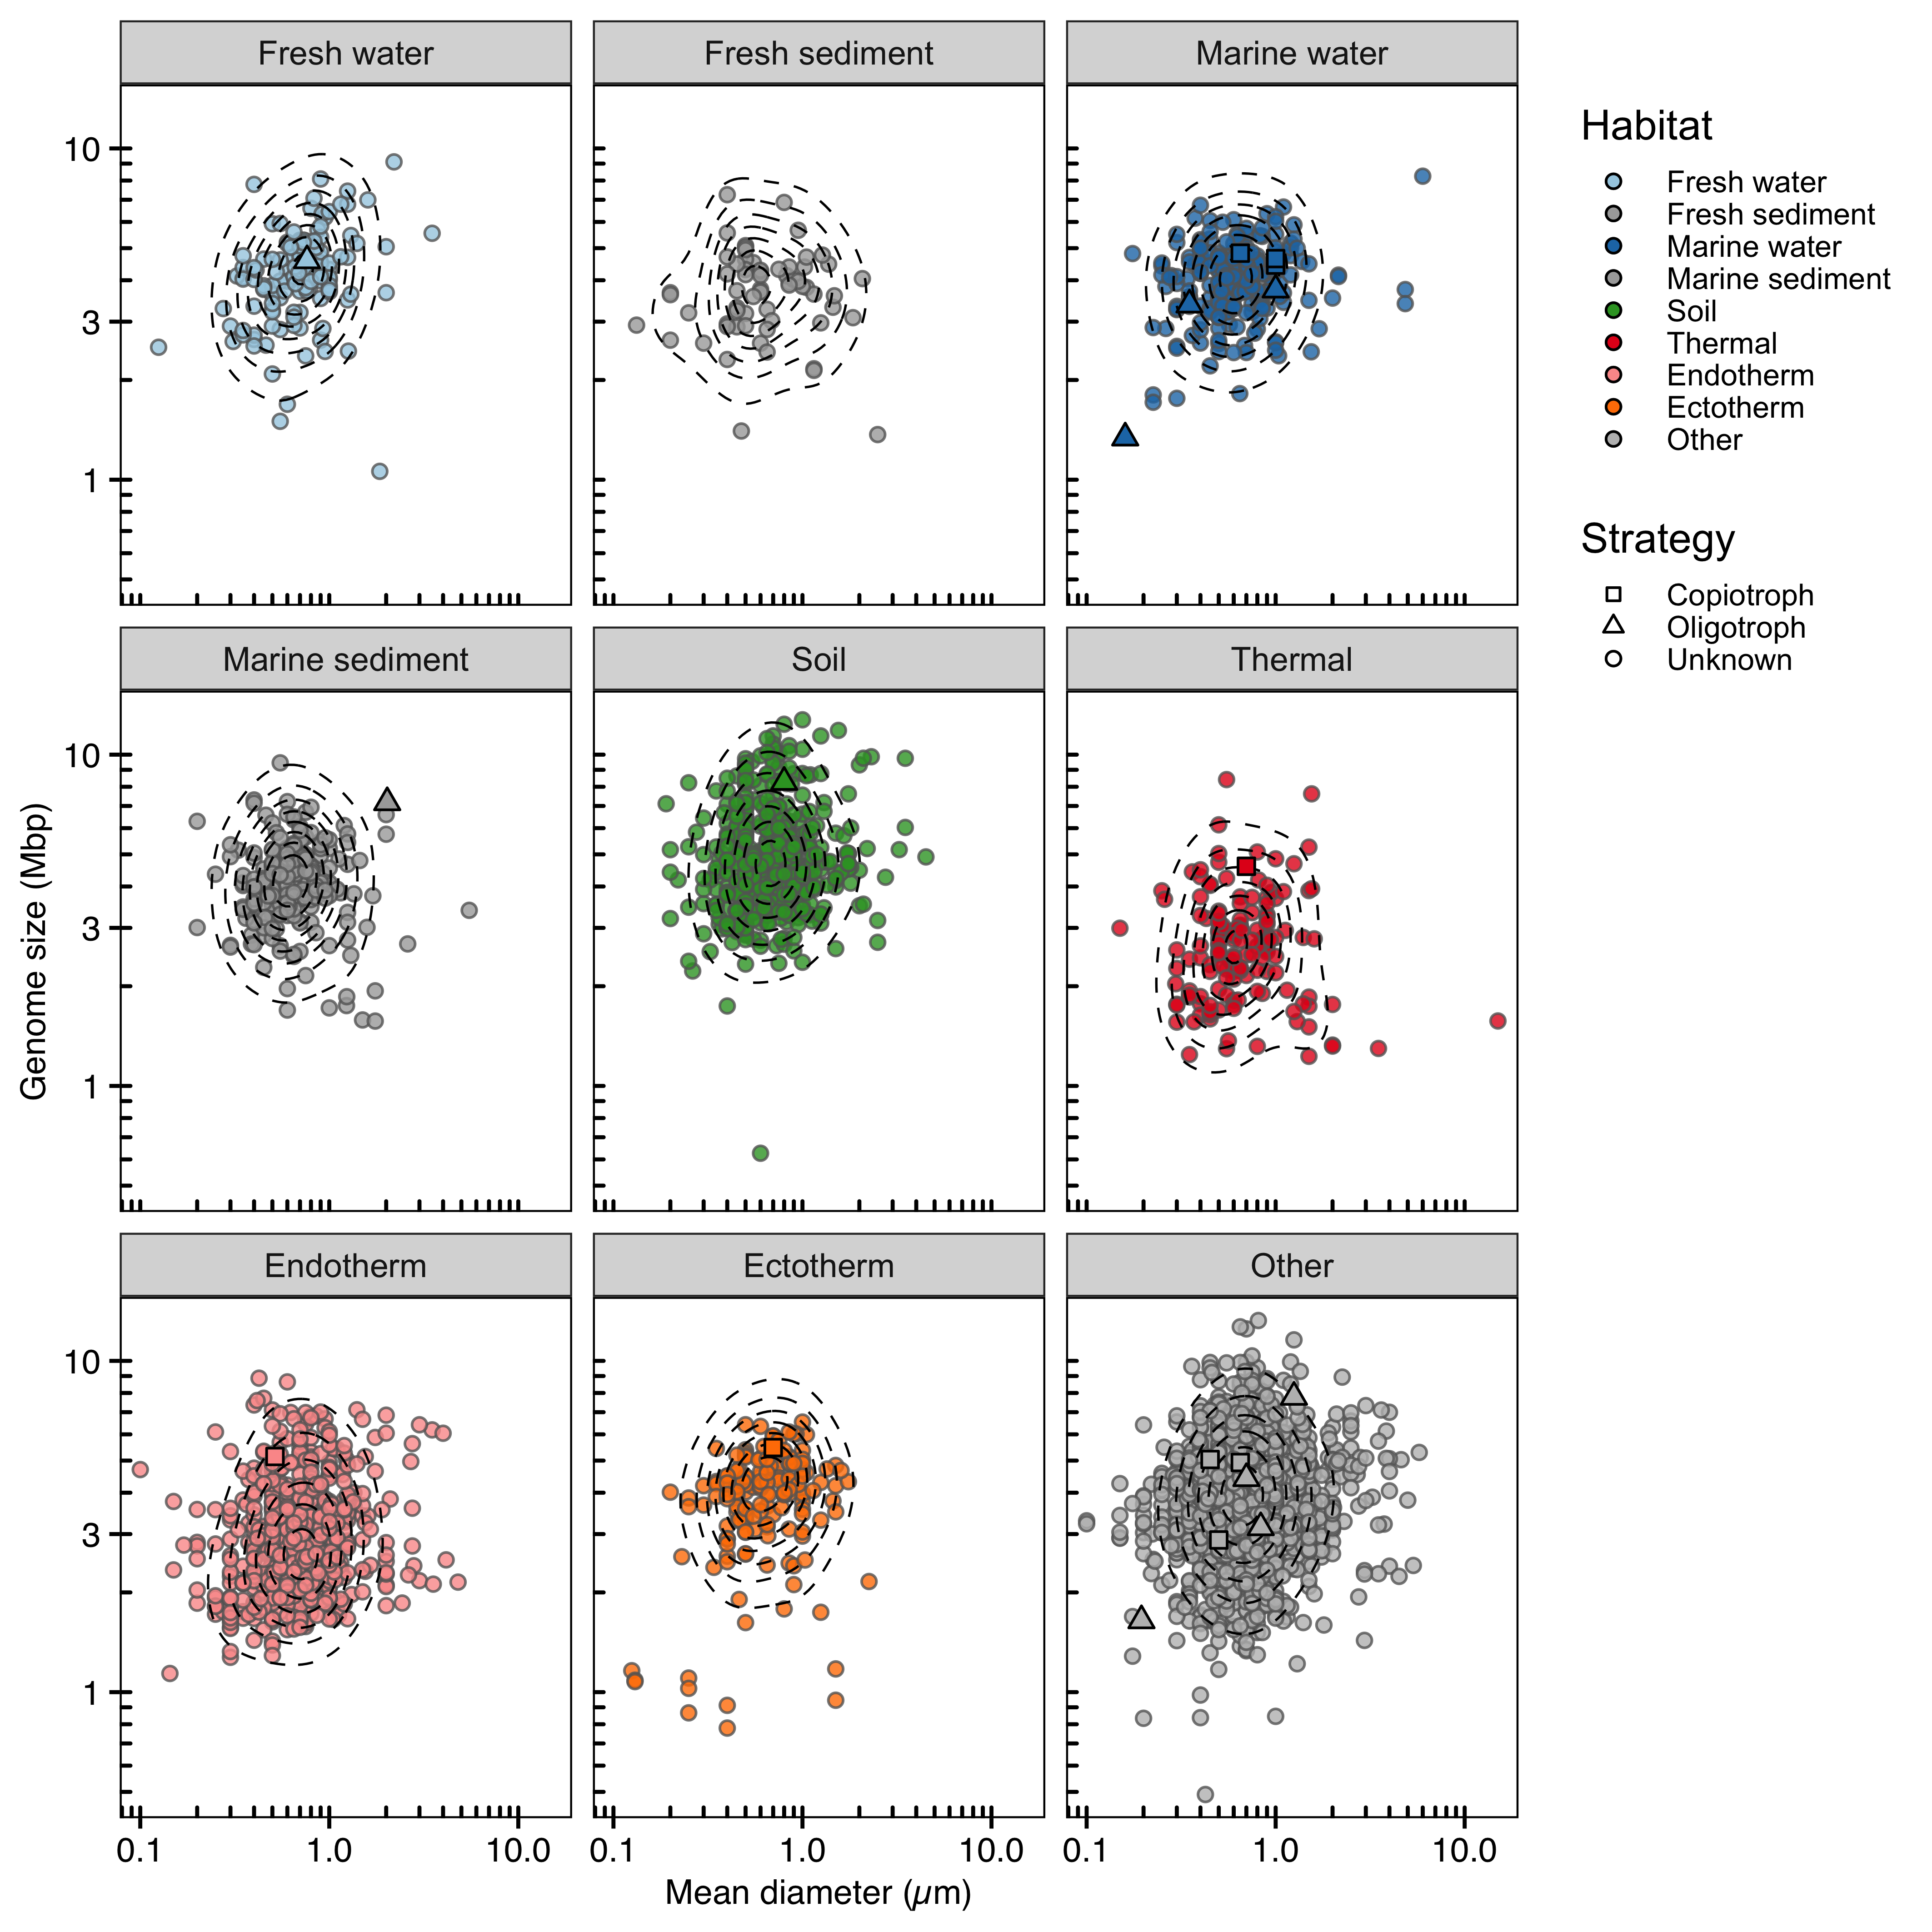 Fresh water
Fresh sediment
Marine water
10
3
1
Marine sediment
Soil
Thermal
10
3
1
Endotherm
Ectotherm
Other
10
3
1
0.1 1.0 10.0
0.1 1.0 10.0
0.1 1.0 10.0
Mean diameter (µm)
Genome size (Mbp)
Habitat
Fresh water
Fresh sediment
Marine water
Marine sediment
Soil
Thermal
Endotherm
Ectotherm
Other
Strategy
Copiotroph
Oligotroph
Unknown